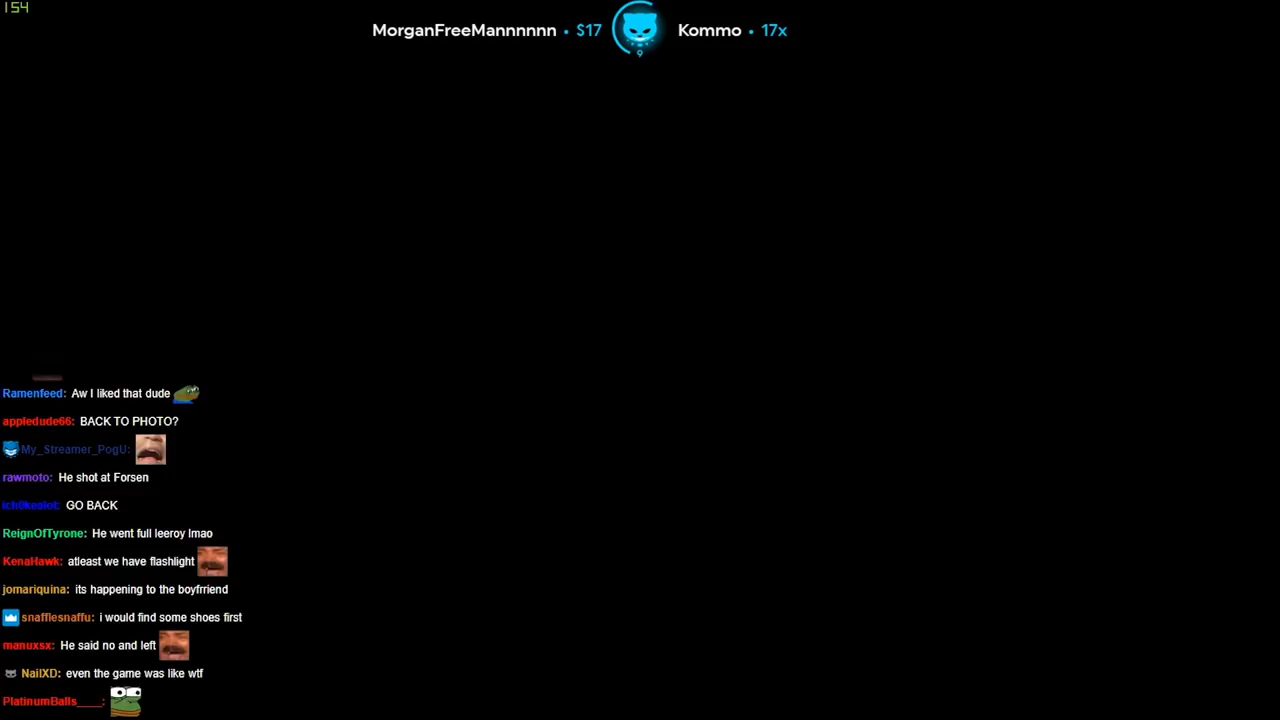 154
MorganFreeMannnnnn • $17
9
Kommo • 17x
Ramenfeed: Aw I liked that dude
appledude66: BACK TO PHOTO?
My_Streamer_PogU:
rawmoto: He shot at Forsen
GO BACK
ReignOfTyrone: He went full leeroy lmao
KenaHawk: atleast we have flashlight
jomariquina: its happening to the boyfrriend
snafflesnaffu: i would find some shoes first
manuxsx: He said no and left
NailXD: even the game was like wtf
PlatinumBalls____: